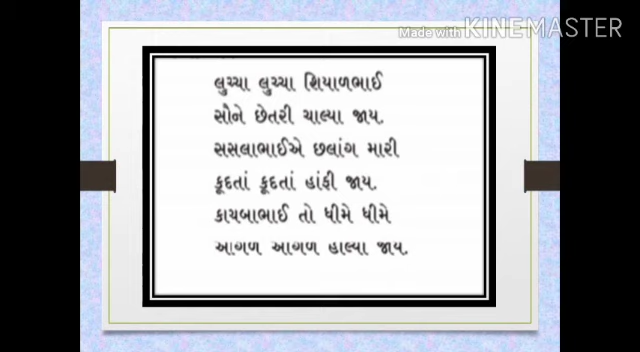 Made with KINEMASTER
લુચ્ચા લુચ્ચા શિયાળભાઈ
સૌને છેતરી ચાલ્યા જાય.
સસલાભાઈએ છલાંગ મારી
કૂદતાં કૂદતાં હાંફી જાય.
કાચબાભાઈ તો ધીમે ધીમે
આગળ આગળ હાલ્યા જાય.